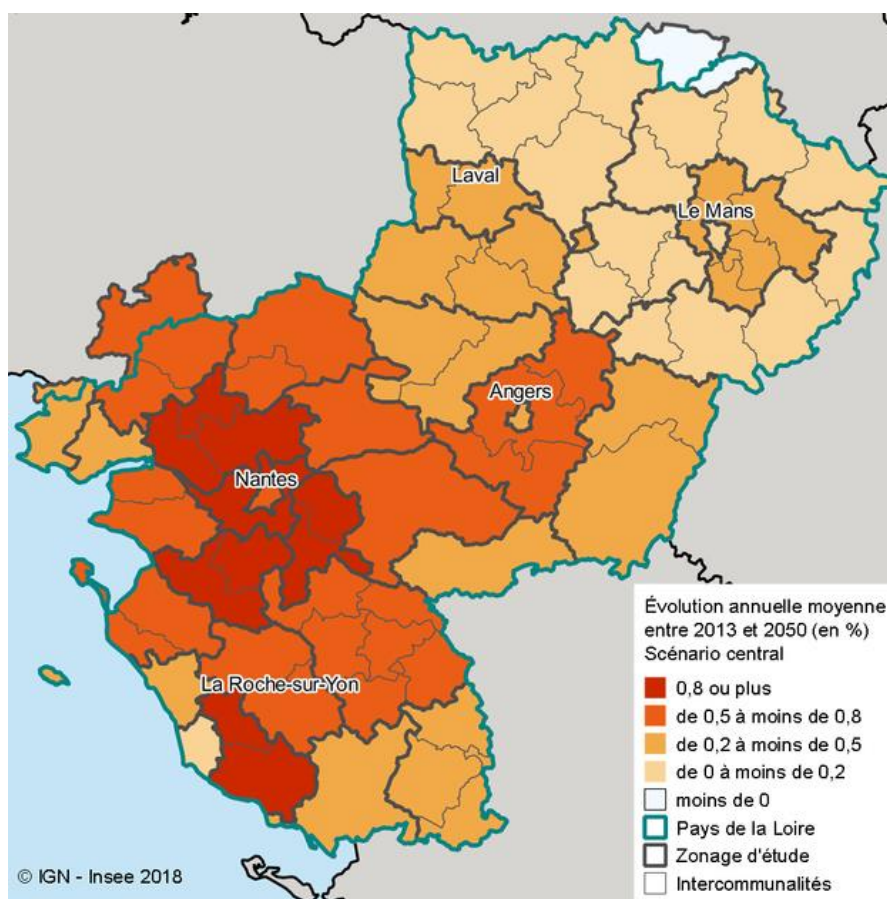 Laval
Le Mans
Angers
Nantes
La Roche-sur-Yon
Évolution annuelle moyenne
entre 2013 et 2050 (en %)
Scénario central
0,8 ou plus
de 0,5 à moins de 0,8
de 0,2 à moins de 0,5
de 0 à moins de 0,2
moins de 0
Pays de la Loire
Zonage d'étude
Intercommunalités
© IGN - Insee 2018